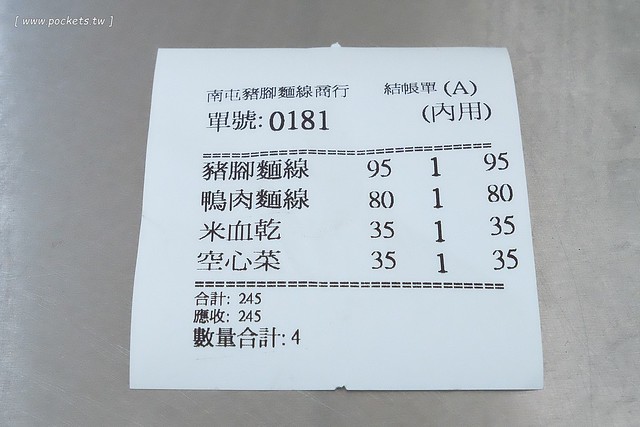 [ www.pockets.tw ]
南屯豬腳麵線商行 結帳單 (A)
單號: 0181 (內用)
==============================
豬腳麵線 95 1 95
鴨肉麵線 80 1 80
米血乾 35 1 35
空心菜 35 1 35
==============================
合計: 245
應收: 245
數量合計: 4